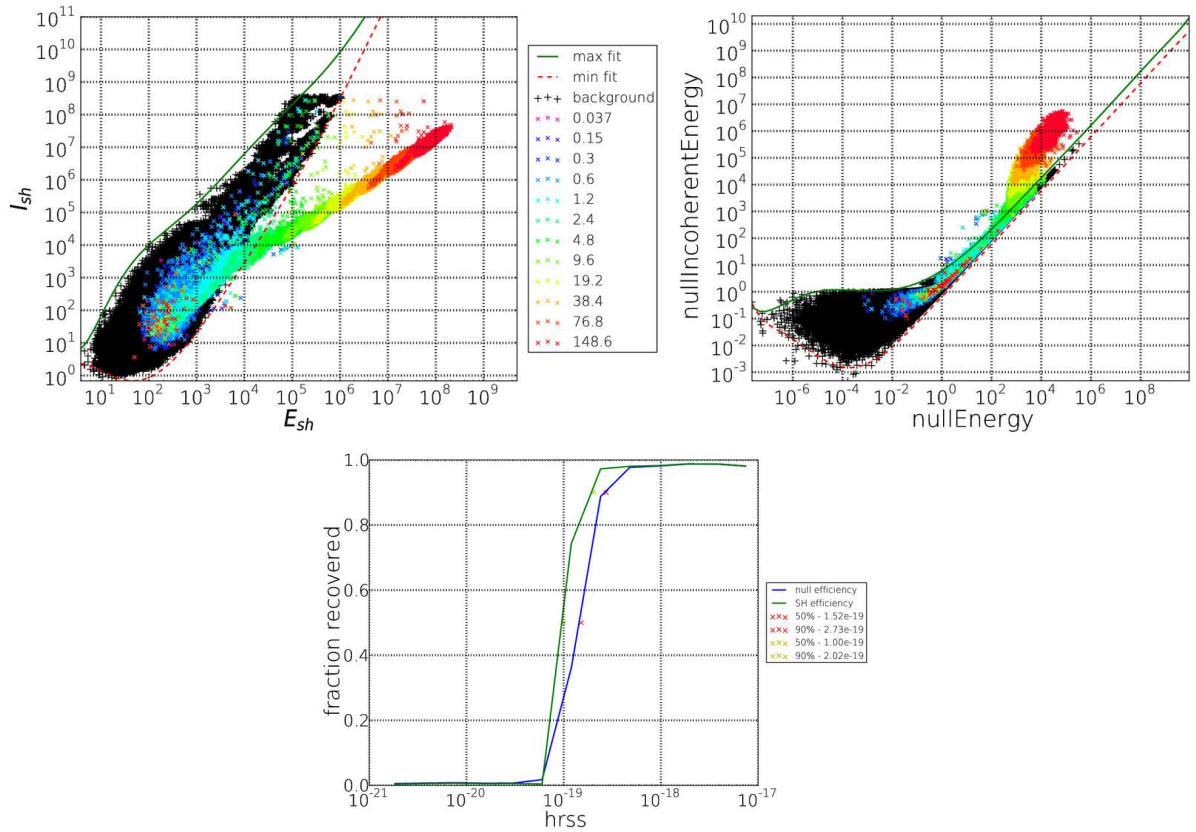 10^11
10^10
10^9
10^8
10^7
10^6
10^5
10^4
10^3
10^2
10^1
10^0
I_sh
10^1 10^2 10^3 10^4 10^5 10^6 10^7 10^8 10^9
E_sh
max fit
min fit
background
0.037
0.15
0.3
0.6
1.2
2.4
4.8
9.6
19.2
38.4
76.8
148.6
10^10
10^9
10^8
10^7
10^6
10^5
10^4
10^3
10^2
10^1
10^0
10^-1
10^-2
10^-3
nullIncoherentEnergy
10^-6 10^-4 10^-2 10^0 10^2 10^4 10^6 10^8
nullEnergy
1.0
0.8
0.6
0.4
0.2
0.0
fraction recovered
10^-21 10^-20 10^-19 10^-18 10^-17
hrss
null efficiency
SH efficiency
50% - 1.52e-19
90% - 2.73e-19
50% - 1.00e-19
90% - 2.02e-19